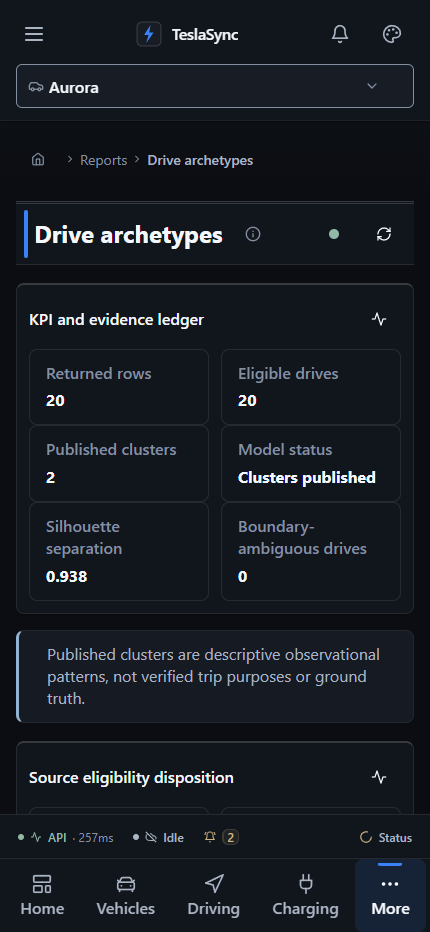 TeslaSync
Aurora
Reports
Drive archetypes
Drive archetypes
KPI and evidence ledger
Returned rows
20
Eligible drives
20
Published clusters
2
Model status
Clusters published
Silhouette
separation
0.938
Boundary-
ambiguous drives
0
Published clusters are descriptive observational
patterns, not verified trip purposes or ground
truth.
Source eligibility disposition
API · 257ms
Idle
2
Status
Home
Vehicles
Driving
Charging
More